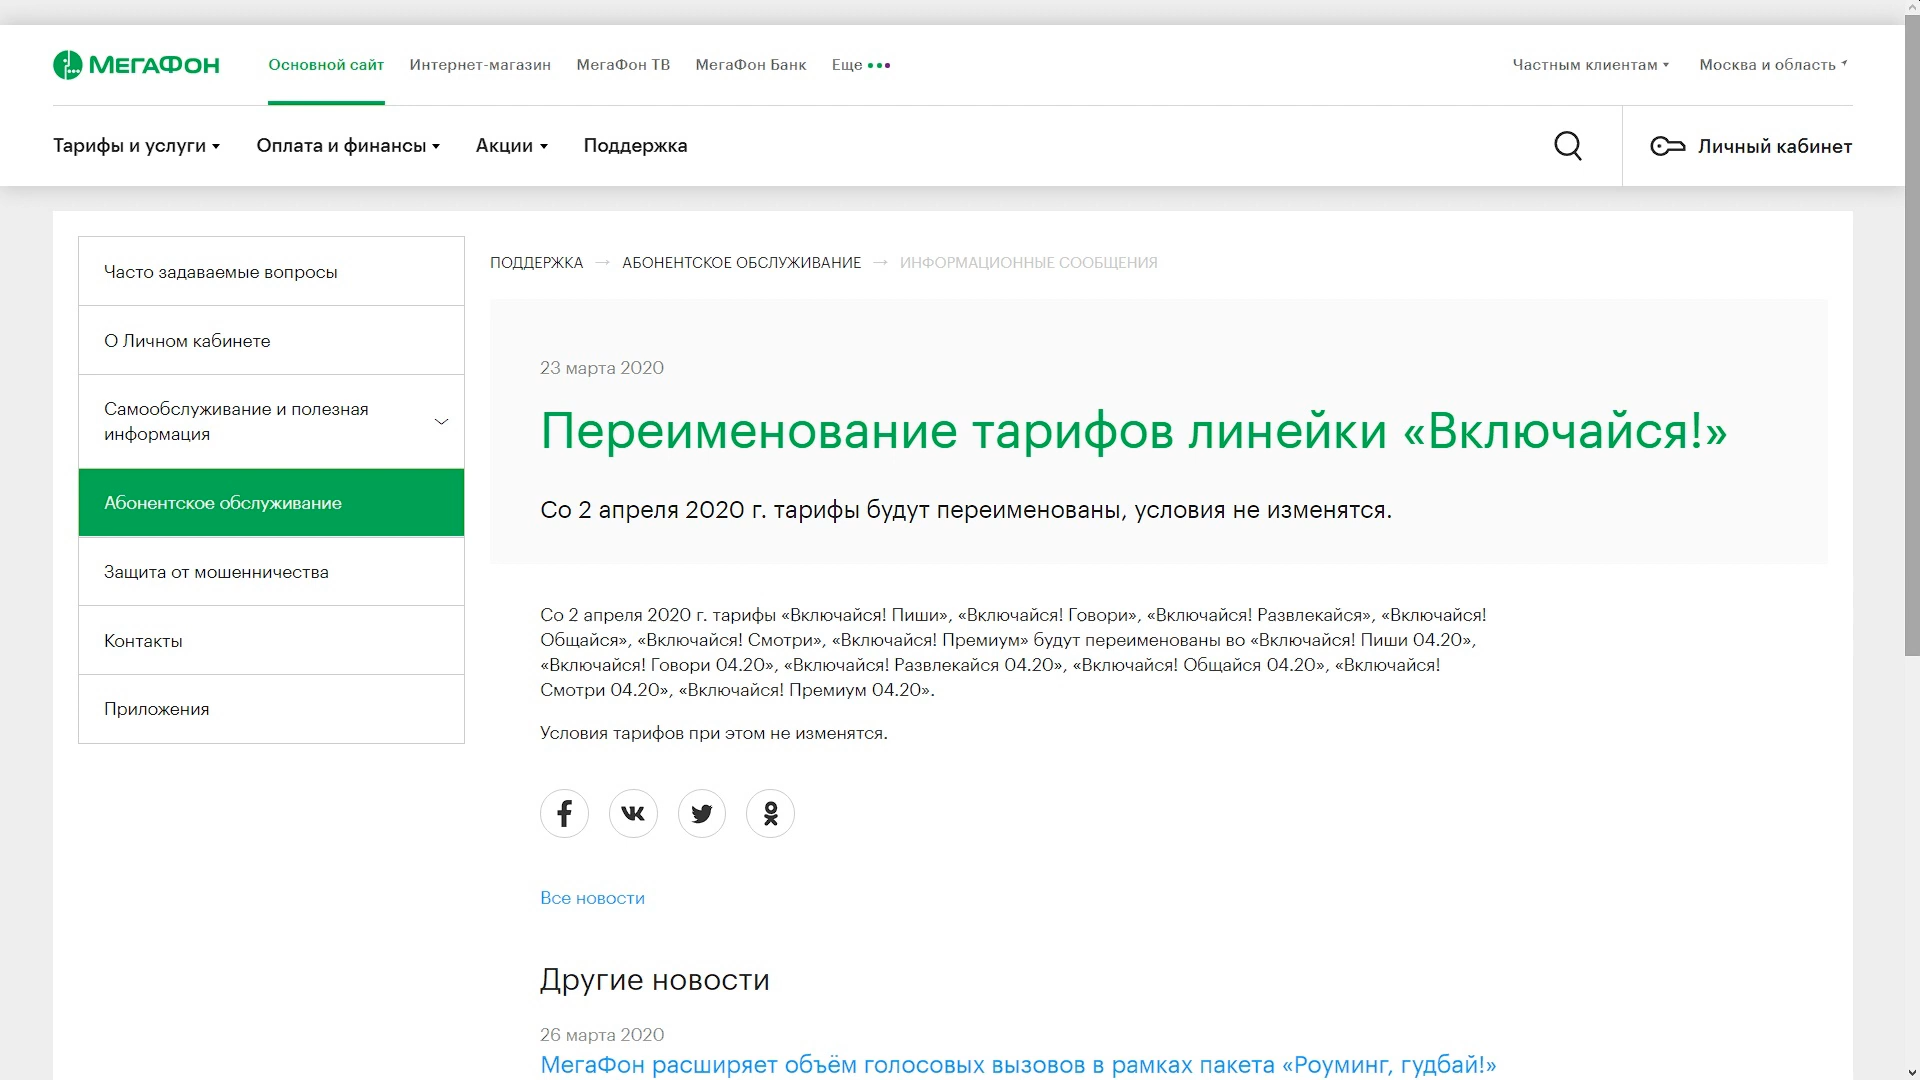 МЕГАФОН
Основной сайт
Интернет-магазин
МегаФон ТВ
МегаФон Банк
Еще
Частным клиентам
Москва и область
Тарифы и услуги
Оплата и финансы
Акции
Поддержка
Личный кабинет
Часто задаваемые вопросы
О Личном кабинете
Самообслуживание и полезная
информация
Абонентское обслуживание
Защита от мошенничества
Контакты
Приложения
ПОДДЕРЖКА → АБОНЕНТСКОЕ ОБСЛУЖИВАНИЕ → ИНФОРМАЦИОННЫЕ СООБЩЕНИЯ
23 марта 2020
Переименование тарифов линейки «Включайся!»
Со 2 апреля 2020 г. тарифы будут переименованы, условия не изменятся.
Со 2 апреля 2020 г. тарифы «Включайся! Пиши», «Включайся! Говори», «Включайся! Развлекайся», «Включайся!
Общайся», «Включайся! Смотри», «Включайся! Премиум» будут переименованы во «Включайся! Пиши 04.20»,
«Включайся! Говори 04.20», «Включайся! Развлекайся 04.20», «Включайся! Общайся 04.20», «Включайся!
Смотри 04.20», «Включайся! Премиум 04.20».
Условия тарифов при этом не изменятся.
Все новости
Другие новости
26 марта 2020
МегаФон расширяет объём голосовых вызовов в рамках пакета «Роуминг, гудбай!»